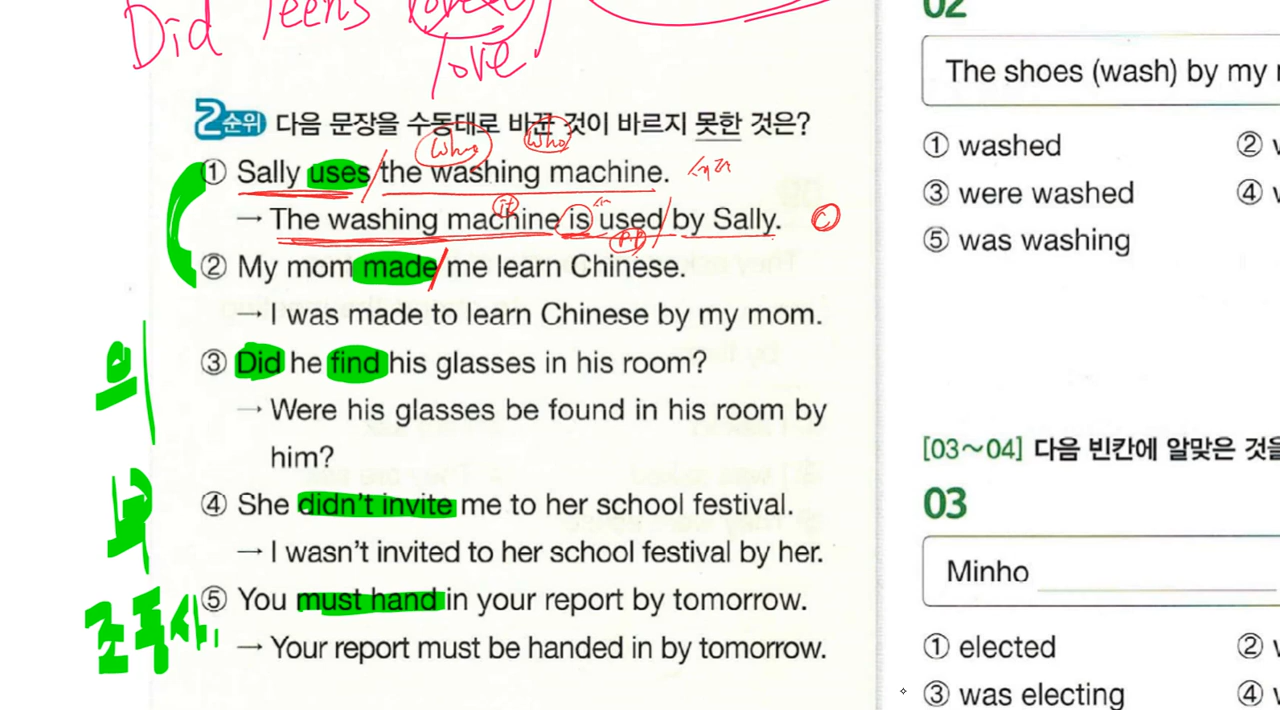 Did Teens lovely
love
2순위 다음 문장을 수동태로 바꾼 것이 바르지 못한 것은?
who
① Sally uses / the washing machine.
it
→ The washing machine is used / by Sally.
P.P
② My mom made / me learn Chinese.
→ I was made to learn Chinese by my mom.
③ Did he find his glasses in his room?
→ Were his glasses be found in his room by
him?
④ She didn't invite me to her school festival.
→ I wasn't invited to her school festival by her.
⑤ You must hand in your report by tomorrow.
→ Your report must be handed in by tomorrow.
의
부
조동사
02
The shoes (wash) by my
① washed
②
③ were washed
④
⑤ was washing
[03~04] 다음 빈칸에 알맞은 것을
03
Minho
① elected
②
③ was electing
④